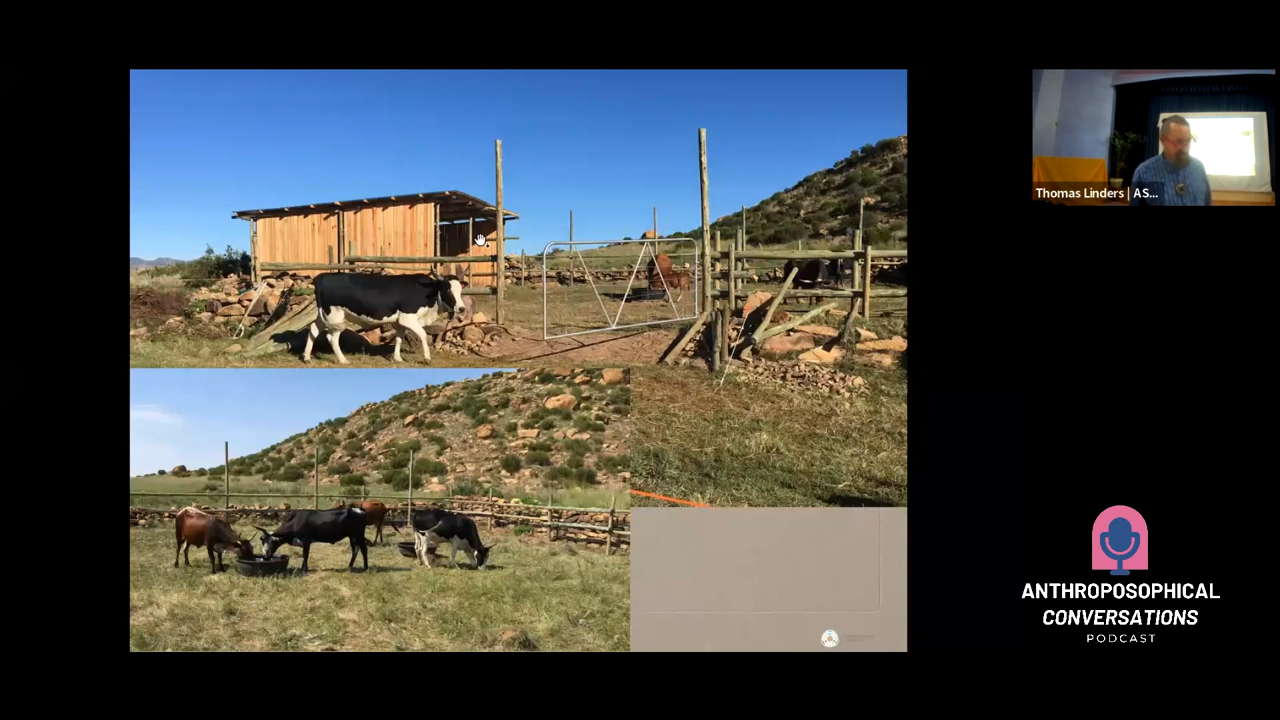 Thomas Linders | AS...
ANTHROPOSOPHICAL
CONVERSATIONS
PODCAST